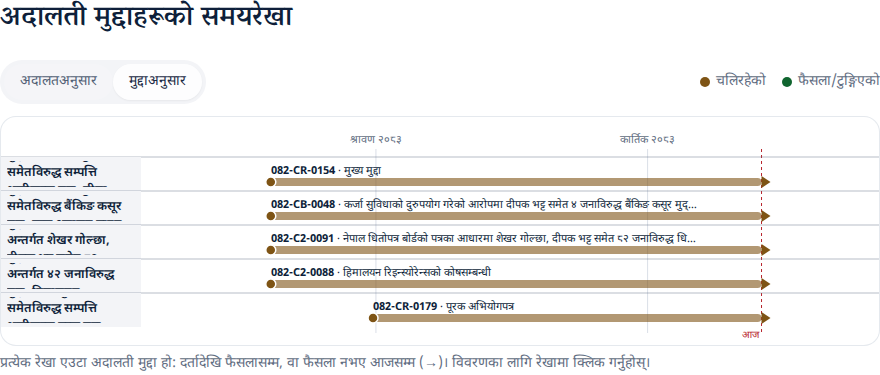 अदालती मुद्दाहरूको समयरेखा
अदालतअनुसार
मुद्दाअनुसार
चलिरहेको
फैसला/टुङ्गिएको
श्रावण २०८३
कार्तिक २०८३
समेतविरुद्ध सम्पत्ति
082-CR-0154 · मुख्य मुद्दा
समेतविरुद्ध बैंकिङ कसूर
082-CB-0048 · कर्जा सुविधाको दुरुपयोग गरेको आरोपमा दीपक भट्ट समेत ४ जनाविरुद्ध बैंकिङ कसूर मुद्...
अन्तर्गत शेखर गोल्छा,
082-C2-0091 · नेपाल धितोपत्र बोर्डको पत्रका आधारमा शेखर गोल्छा, दीपक भट्ट समेत ८२ जनाविरुद्ध धि...
अन्तर्गत ४२ जनाविरुद्ध
082-C2-0088 · हिमालयन रिइन्स्योरेन्सको कोषसम्बन्धी
समेतविरुद्ध सम्पत्ति
082-CR-0179 · पूरक अभियोगपत्र
आज
प्रत्येक रेखा एउटा अदालती मुद्दा हो: दर्तादेखि फैसलासम्म, वा फैसला नभए आजसम्म (→)। विवरणका लागि रेखामा क्लिक गर्नुहोस्।